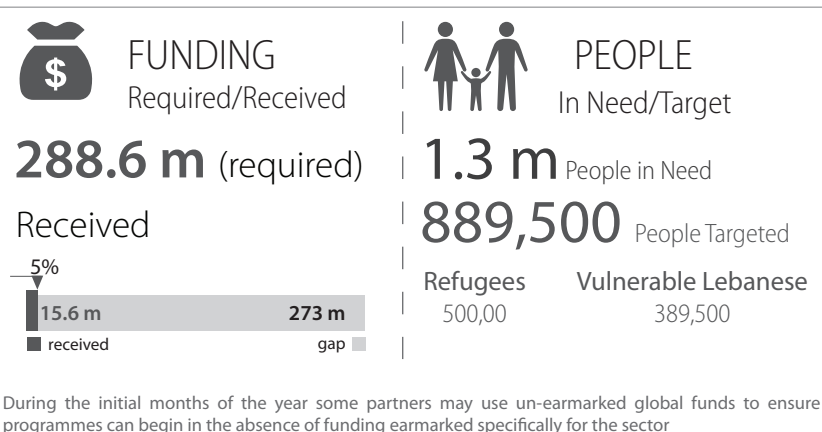 $
FUNDING
Required/Received
288.6 m (required)
Received
5%
15.6 m
273 m
received
gap
PEOPLE
In Need/Target
1.3 m People in Need
889,500 People Targeted
Refugees
Vulnerable Lebanese
500,00
389,500
During the initial months of the year some partners may use un-earmarked global funds to ensure
programmes can begin in the absence of funding earmarked specifically for the sector